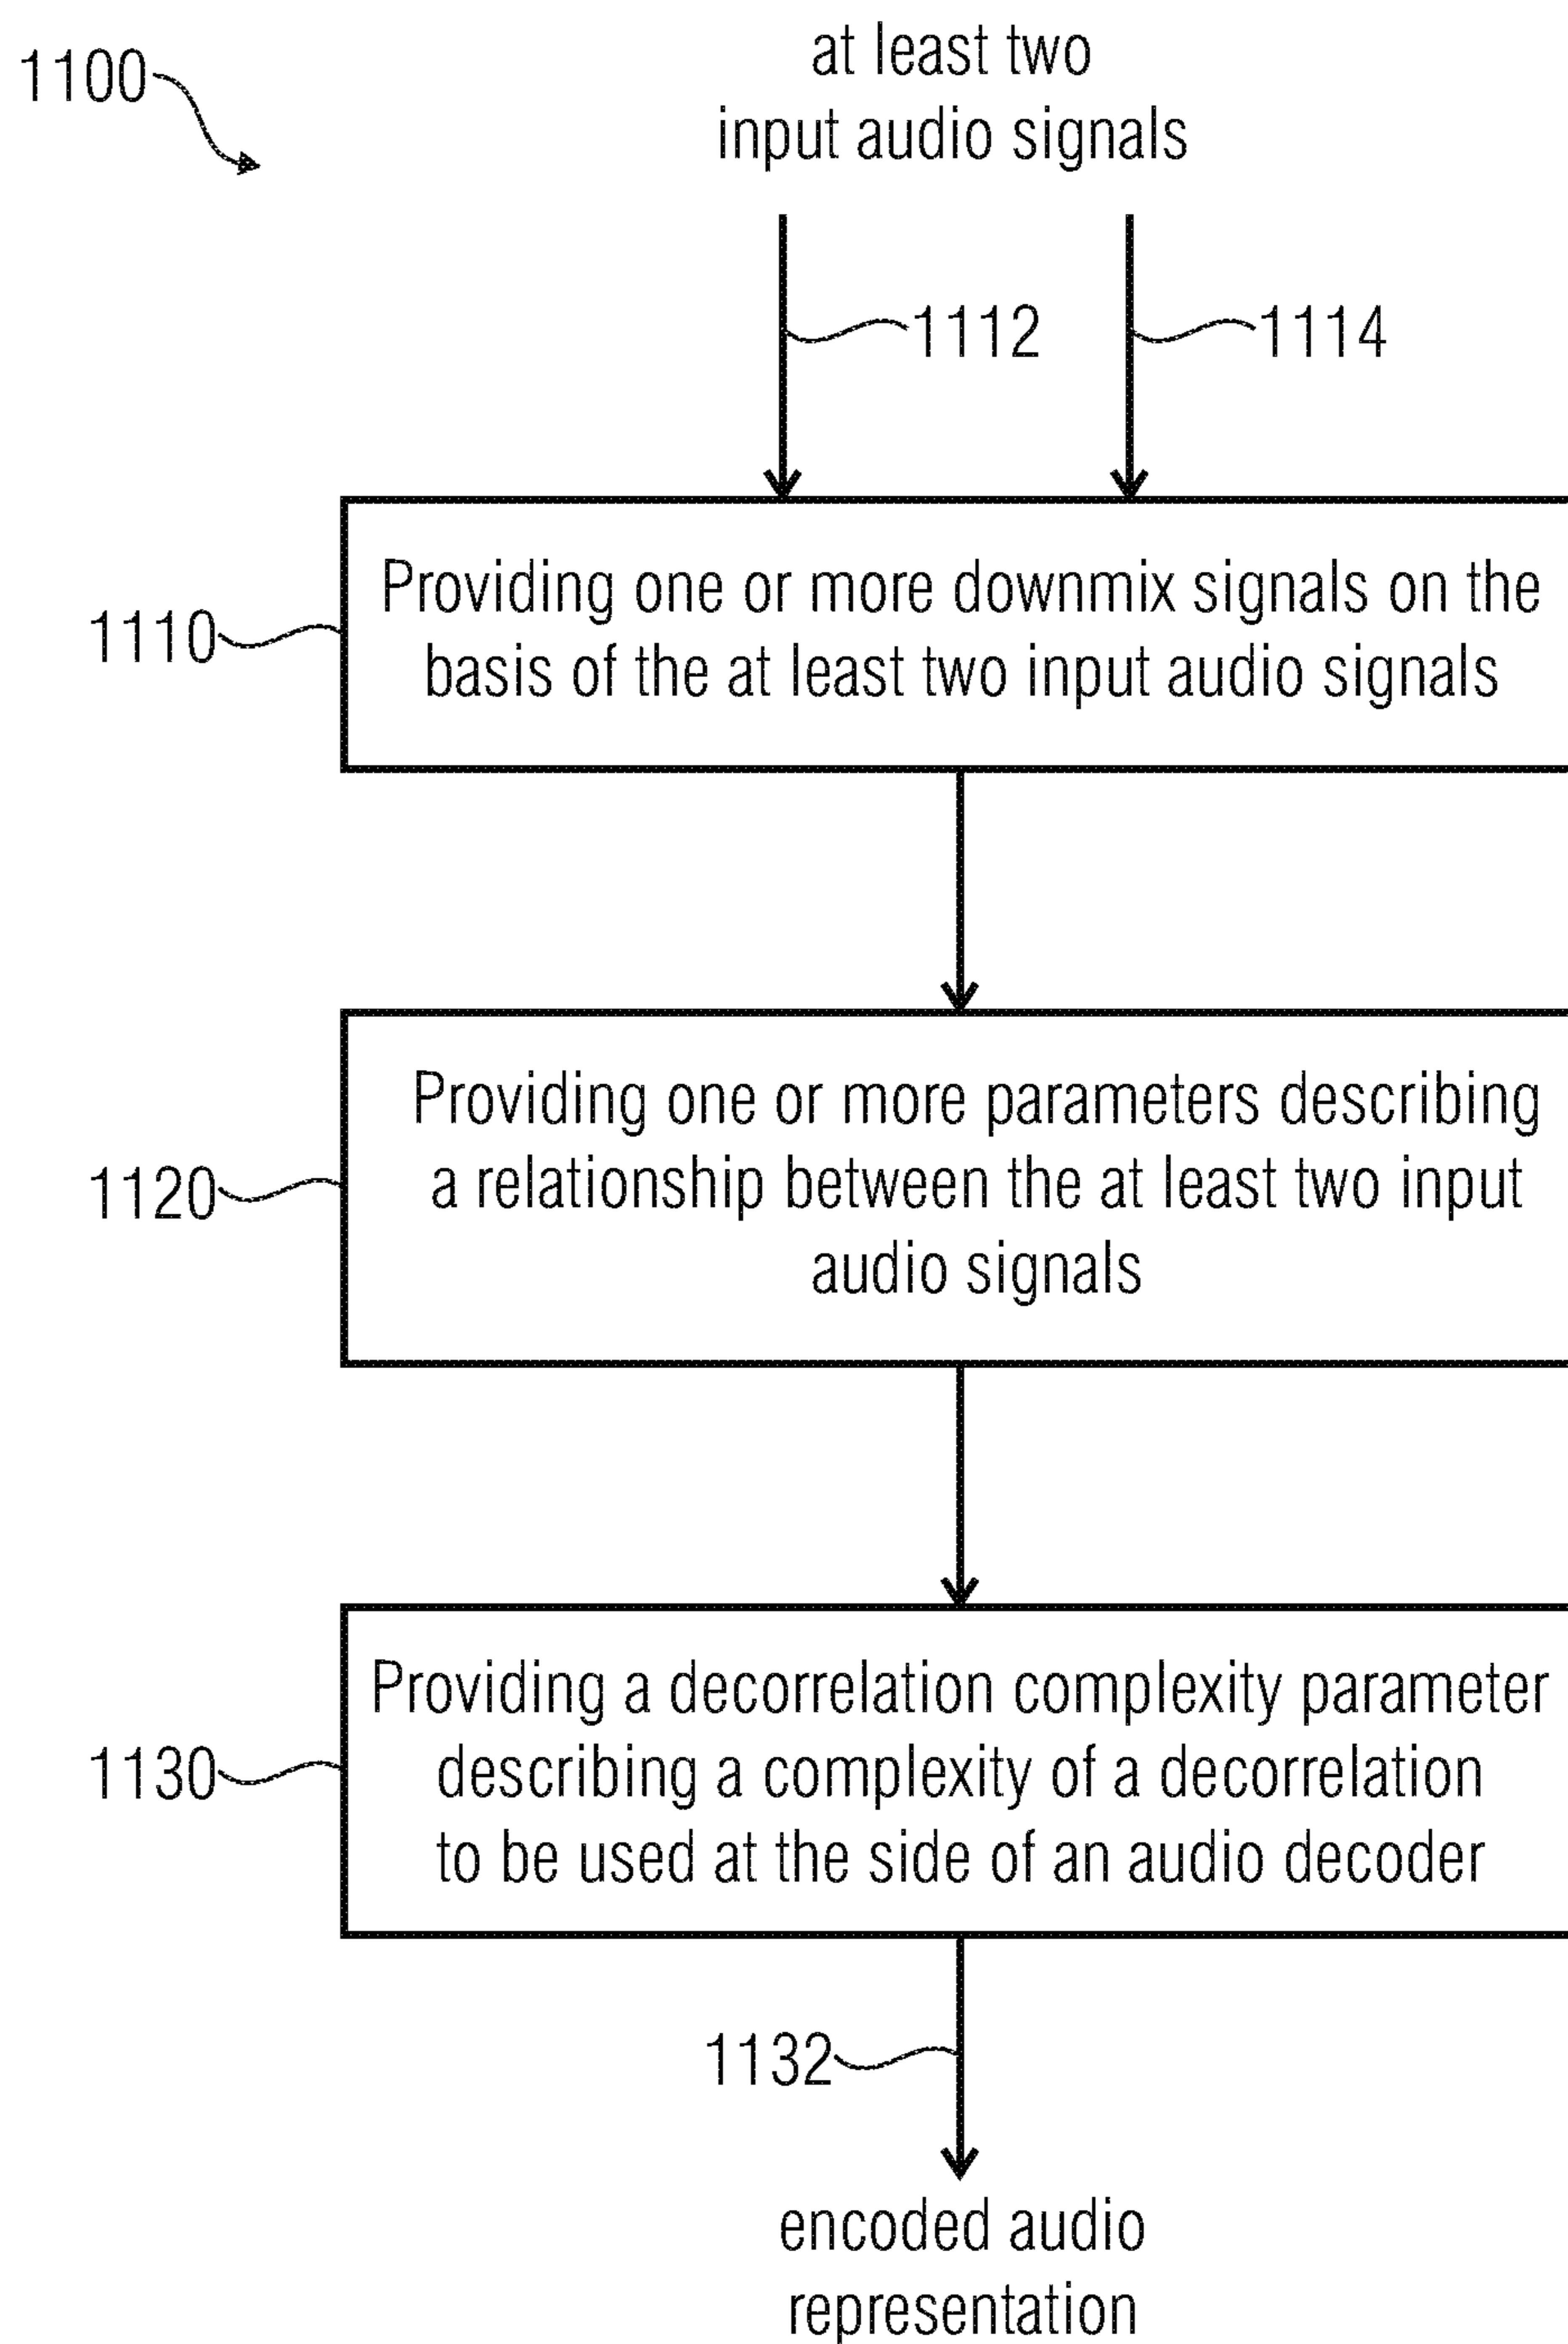 1100
at least two
input audio signals
1112
1114
1110
Providing one or more downmix signals on the
basis of the at least two input audio signals
1120
Providing one or more parameters describing
a relationship between the at least two input
audio signals
1130
Providing a decorrelation complexity parameter
describing a complexity of a decorrelation
to be used at the side of an audio decoder
1132
encoded audio
representation